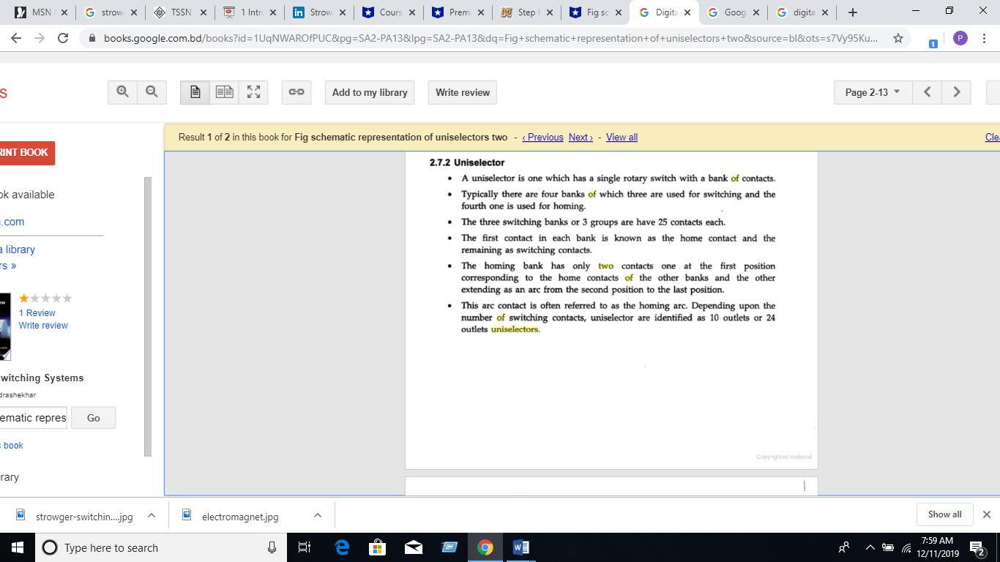 MSN
strow
TSSN
1 Intr
Strow
Cours
Prem
Step
Fig sc
Digita
Goog
digita
books.google.com.bd/books?id=1UqNWAROfPUC&pg=SA2-PA13&lpg=SA2-PA13&dq=Fig+schematic+representation+of+uniselectors+two&source=bl&ots=s7Vy95Ku...
P
1
s
Add to my library
Write review
Page 2-13
Result 1 of 2 in this book for Fig schematic representation of uniselectors two - ‹ Previous Next › - View all
Clea
INT BOOK
ok available
.com
a library
rs »
1 Review
Write review
witching Systems
drashekhar
ematic repres
Go
s book
rary
2.7.2 Uniselector
• A uniselector is one which has a single rotary switch with a bank of contacts.
• Typically there are four banks of which three are used for switching and the
fourth one is used for homing.
• The three switching banks or 3 groups are have 25 contacts each.
• The first contact in each bank is known as the home contact and the
remaining as switching contacts.
• The homing bank has only two contacts one at the first position
corresponding to the home contacts of the other banks and the other
extending as an arc from the second position to the last position.
• This arc contact is often referred to as the homing arc. Depending upon the
number of switching contacts, uniselector are identified as 10 outlets or 24
outlets uniselectors.
Copyrighted material
strowger-switchin....jpg
electromagnet.jpg
Show all
Type here to search
7:59 AM
12/11/2019
2